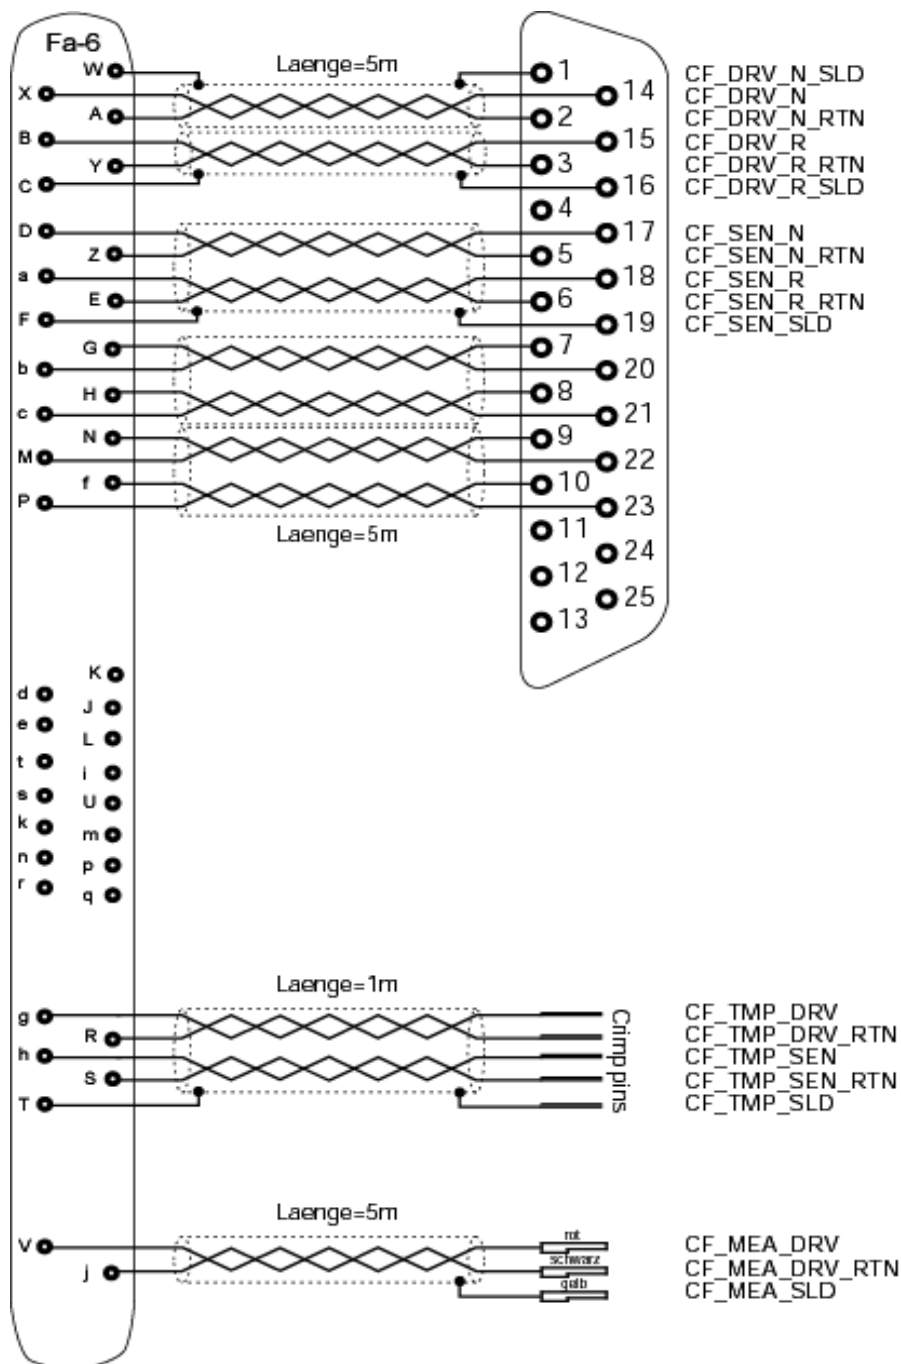 Fa-6
Laenge=5m
W 1 CF_DRV_N_SLD
X 14 CF_DRV_N
A 2 CF_DRV_N_RTN
B 15 CF_DRV_R
Y 3 CF_DRV_R_RTN
C 16 CF_DRV_R_SLD
4
D 17 CF_SEN_N
Z 5 CF_SEN_N_RTN
a 18 CF_SEN_R
E 6 CF_SEN_R_RTN
F 19 CF_SEN_SLD
G 7
b 20
H 8
c 21
N 9
M 22
f 10
P 23
Laenge=5m
11
24
12
25
13
K
d
J
e
L
t
i
s
U
k
m
n
p
r
q
Laenge=1m
g CF_TMP_DRV
R CF_TMP_DRV_RTN
h CF_TMP_SEN
S CF_TMP_SEN_RTN
T CF_TMP_SLD
Crimp pins
Laenge=5m
V rot CF_MEA_DRV
j schwarz CF_MEA_DRV_RTN
gelb CF_MEA_SLD